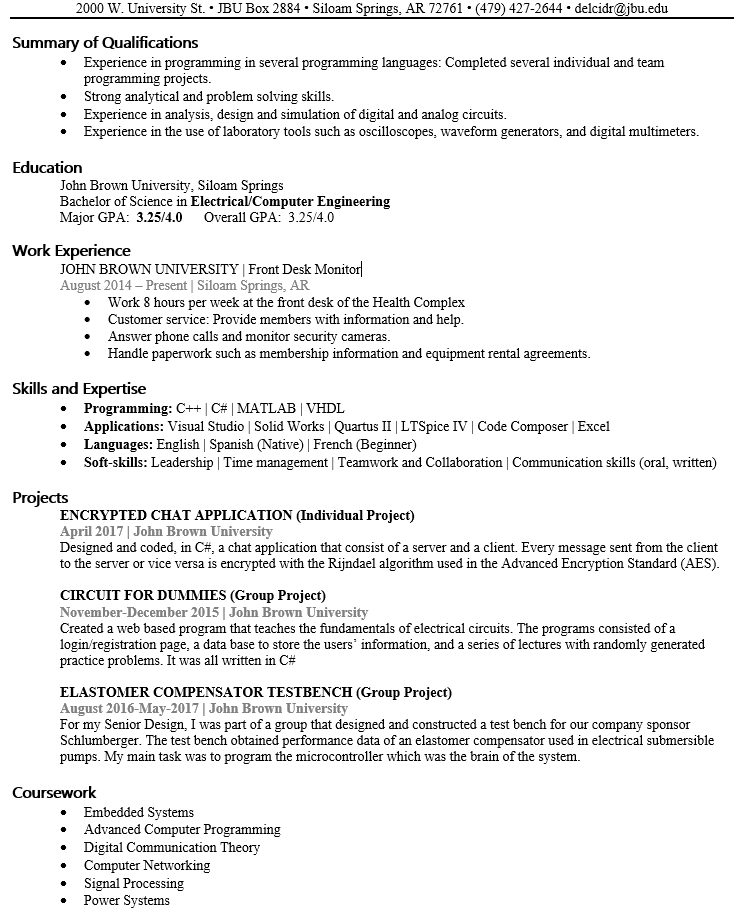 2000 W. University St. • JBU Box 2884 • Siloam Springs, AR 72761 • (479) 427-2644 • delcidr@jbu.edu
Summary of Qualifications
• Experience in programming in several programming languages: Completed several individual and team
programming projects.
• Strong analytical and problem solving skills.
• Experience in analysis, design and simulation of digital and analog circuits.
• Experience in the use of laboratory tools such as oscilloscopes, waveform generators, and digital multimeters.
Education
John Brown University, Siloam Springs
Bachelor of Science in Electrical/Computer Engineering
Major GPA: 3.25/4.0 Overall GPA: 3.25/4.0
Work Experience
JOHN BROWN UNIVERSITY | Front Desk Monitor
August 2014 – Present | Siloam Springs, AR
• Work 8 hours per week at the front desk of the Health Complex
• Customer service: Provide members with information and help.
• Answer phone calls and monitor security cameras.
• Handle paperwork such as membership information and equipment rental agreements.
Skills and Expertise
• Programming: C++ | C# | MATLAB | VHDL
• Applications: Visual Studio | Solid Works | Quartus II | LTSpice IV | Code Composer | Excel
• Languages: English | Spanish (Native) | French (Beginner)
• Soft-skills: Leadership | Time management | Teamwork and Collaboration | Communication skills (oral, written)
Projects
ENCRYPTED CHAT APPLICATION (Individual Project)
April 2017 | John Brown University
Designed and coded, in C#, a chat application that consist of a server and a client. Every message sent from the client
to the server or vice versa is encrypted with the Rijndael algorithm used in the Advanced Encryption Standard (AES).
CIRCUIT FOR DUMMIES (Group Project)
November-December 2015 | John Brown University
Created a web based program that teaches the fundamentals of electrical circuits. The programs consisted of a
login/registration page, a data base to store the users’ information, and a series of lectures with randomly generated
practice problems. It was all written in C#
ELASTOMER COMPENSATOR TESTBENCH (Group Project)
August 2016-May-2017 | John Brown University
For my Senior Design, I was part of a group that designed and constructed a test bench for our company sponsor
Schlumberger. The test bench obtained performance data of an elastomer compensator used in electrical submersible
pumps. My main task was to program the microcontroller which was the brain of the system.
Coursework
• Embedded Systems
• Advanced Computer Programming
• Digital Communication Theory
• Computer Networking
• Signal Processing
• Power Systems